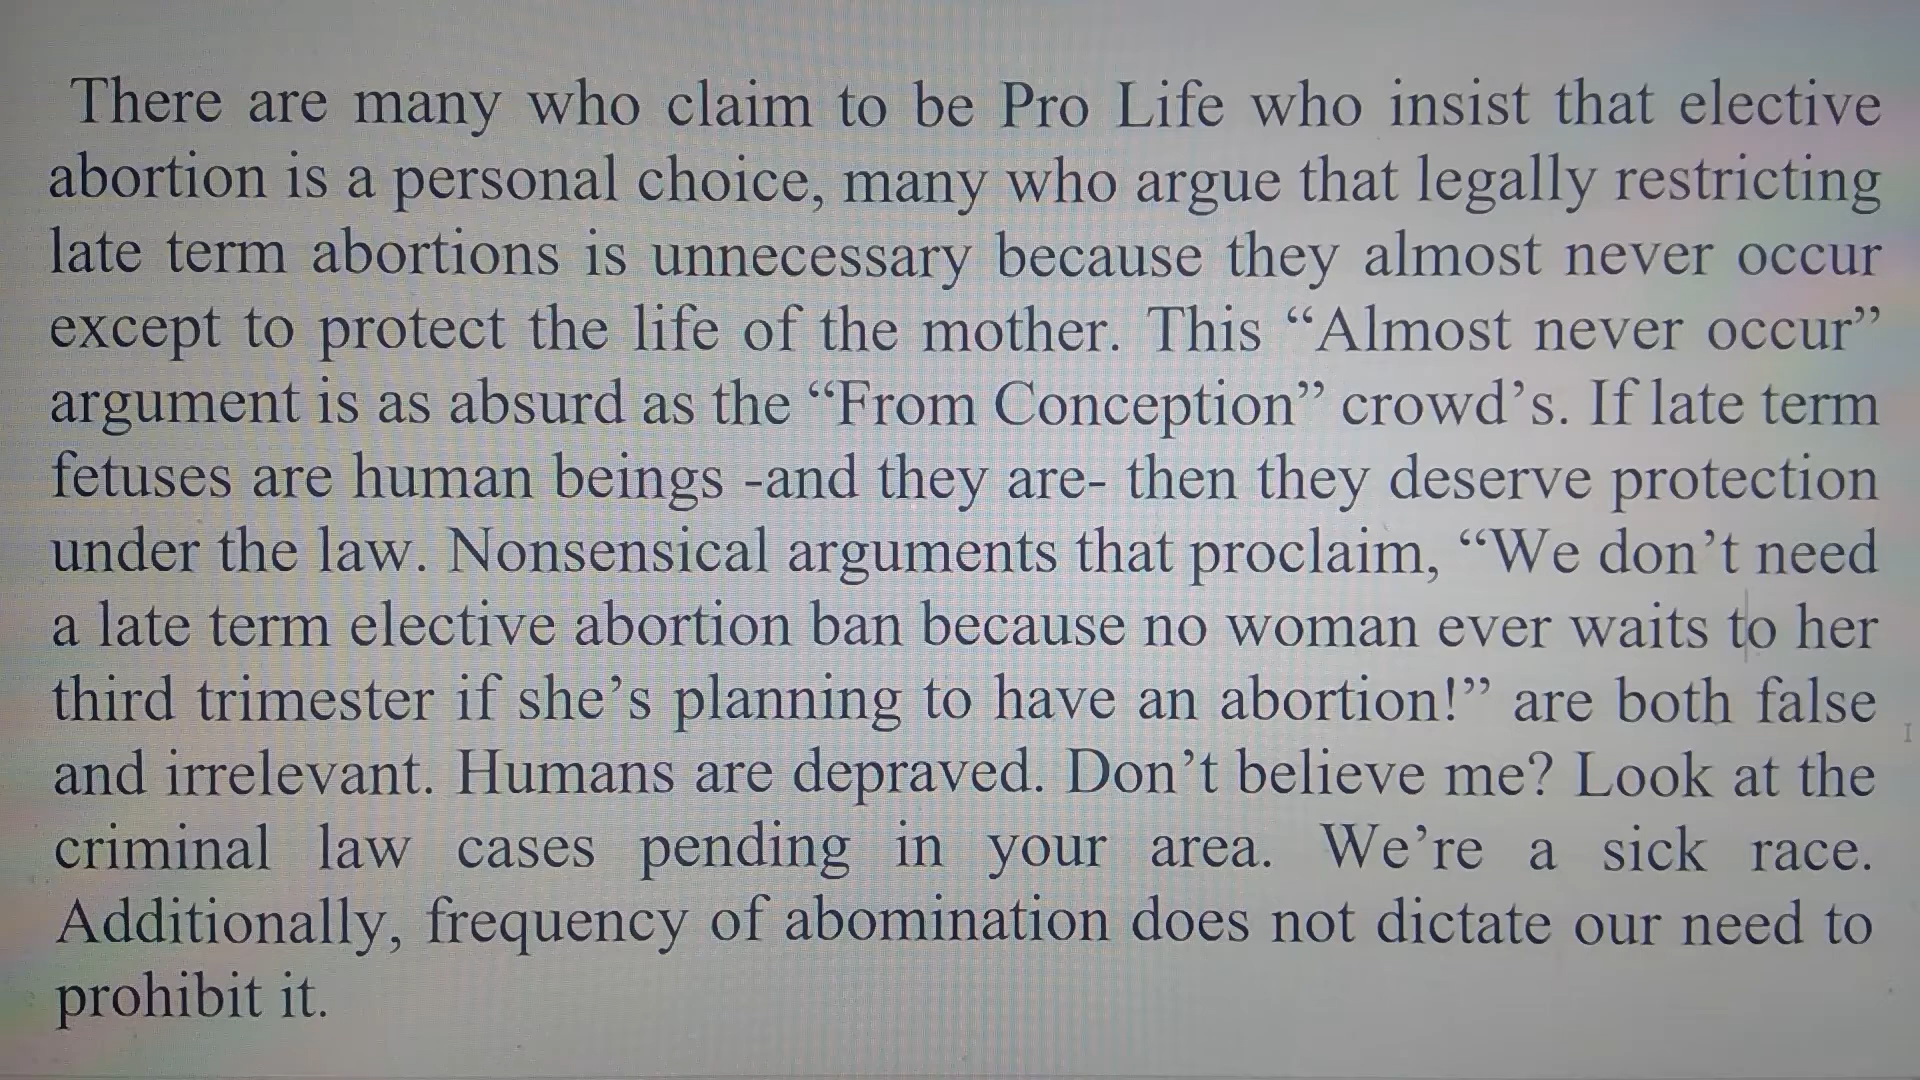 There are many who claim to be Pro Life who insist that elective
abortion is a personal choice, many who argue that legally restricting
late term abortions is unnecessary because they almost never occur
except to protect the life of the mother. This “Almost never occur”
argument is as absurd as the “From Conception” crowd’s. If late term
fetuses are human beings -and they are- then they deserve protection
under the law. Nonsensical arguments that proclaim, “We don’t need
a late term elective abortion ban because no woman ever waits to her
third trimester if she’s planning to have an abortion!” are both false
and irrelevant. Humans are depraved. Don’t believe me? Look at the
criminal law cases pending in your area. We’re a sick race.
Additionally, frequency of abomination does not dictate our need to
prohibit it.